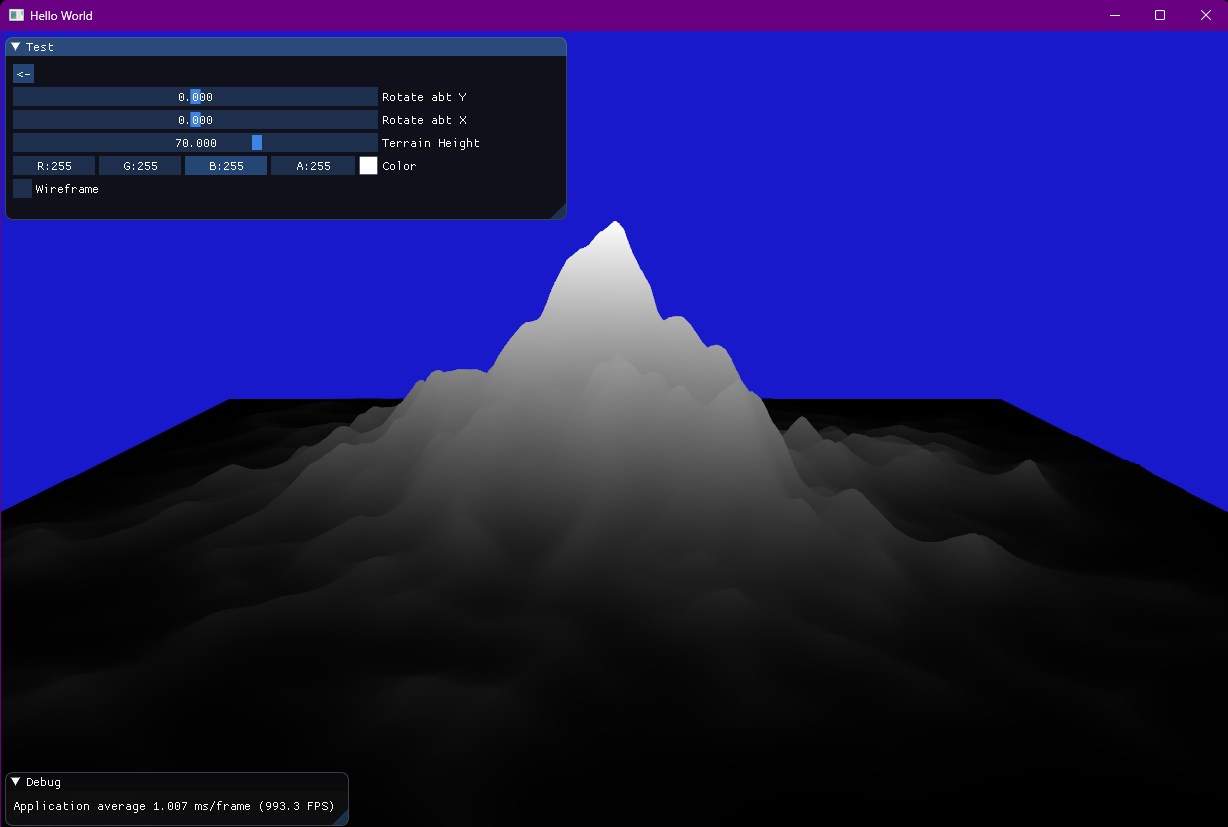 Hello World
Test
<-
0.000 Rotate abt Y
0.000 Rotate abt X
70.000 Terrain Height
R:255 G:255 B:255 A:255 Color
Wireframe
Debug
Application average 1.007 ms/frame (993.3 FPS)